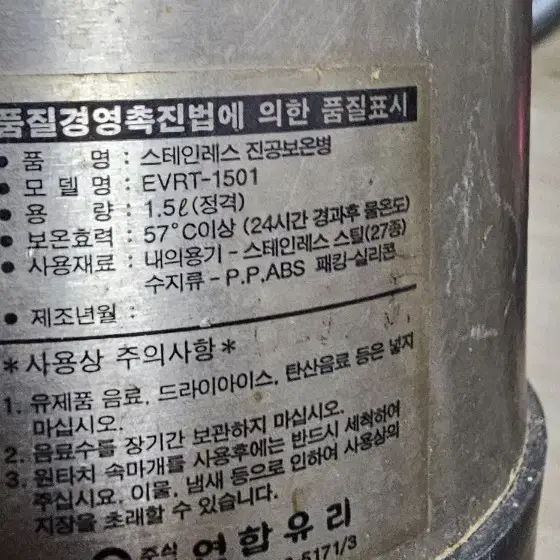 품질경영촉진법에 의한 품질표시
● 품 명 : 스테인레스 진공보온병
● 모 델 명 : EVRT-1501
● 용 량 : 1.5ℓ(정격)
● 보온효력 : 57°C이상 (24시간 경과후 물온도)
● 사용재료 : 내의용기 - 스테인레스 스틸(27종)
수지류 - P.P.ABS 패킹-실리콘
● 제조년월 :
*사용상 주의사항*
1. 유제품 음료, 드라이아이스, 탄산음료 등은 넣지
마십시오.
2. 음료수를 장기간 보관하지 마십시오.
3. 원타치 속마개를 사용후에는 반드시 세척하여
주십시요. 이물, 냄새 등으로 인하여 사용상의
지장을 초래할 수 있습니다.
주식 연합유리
5171/3